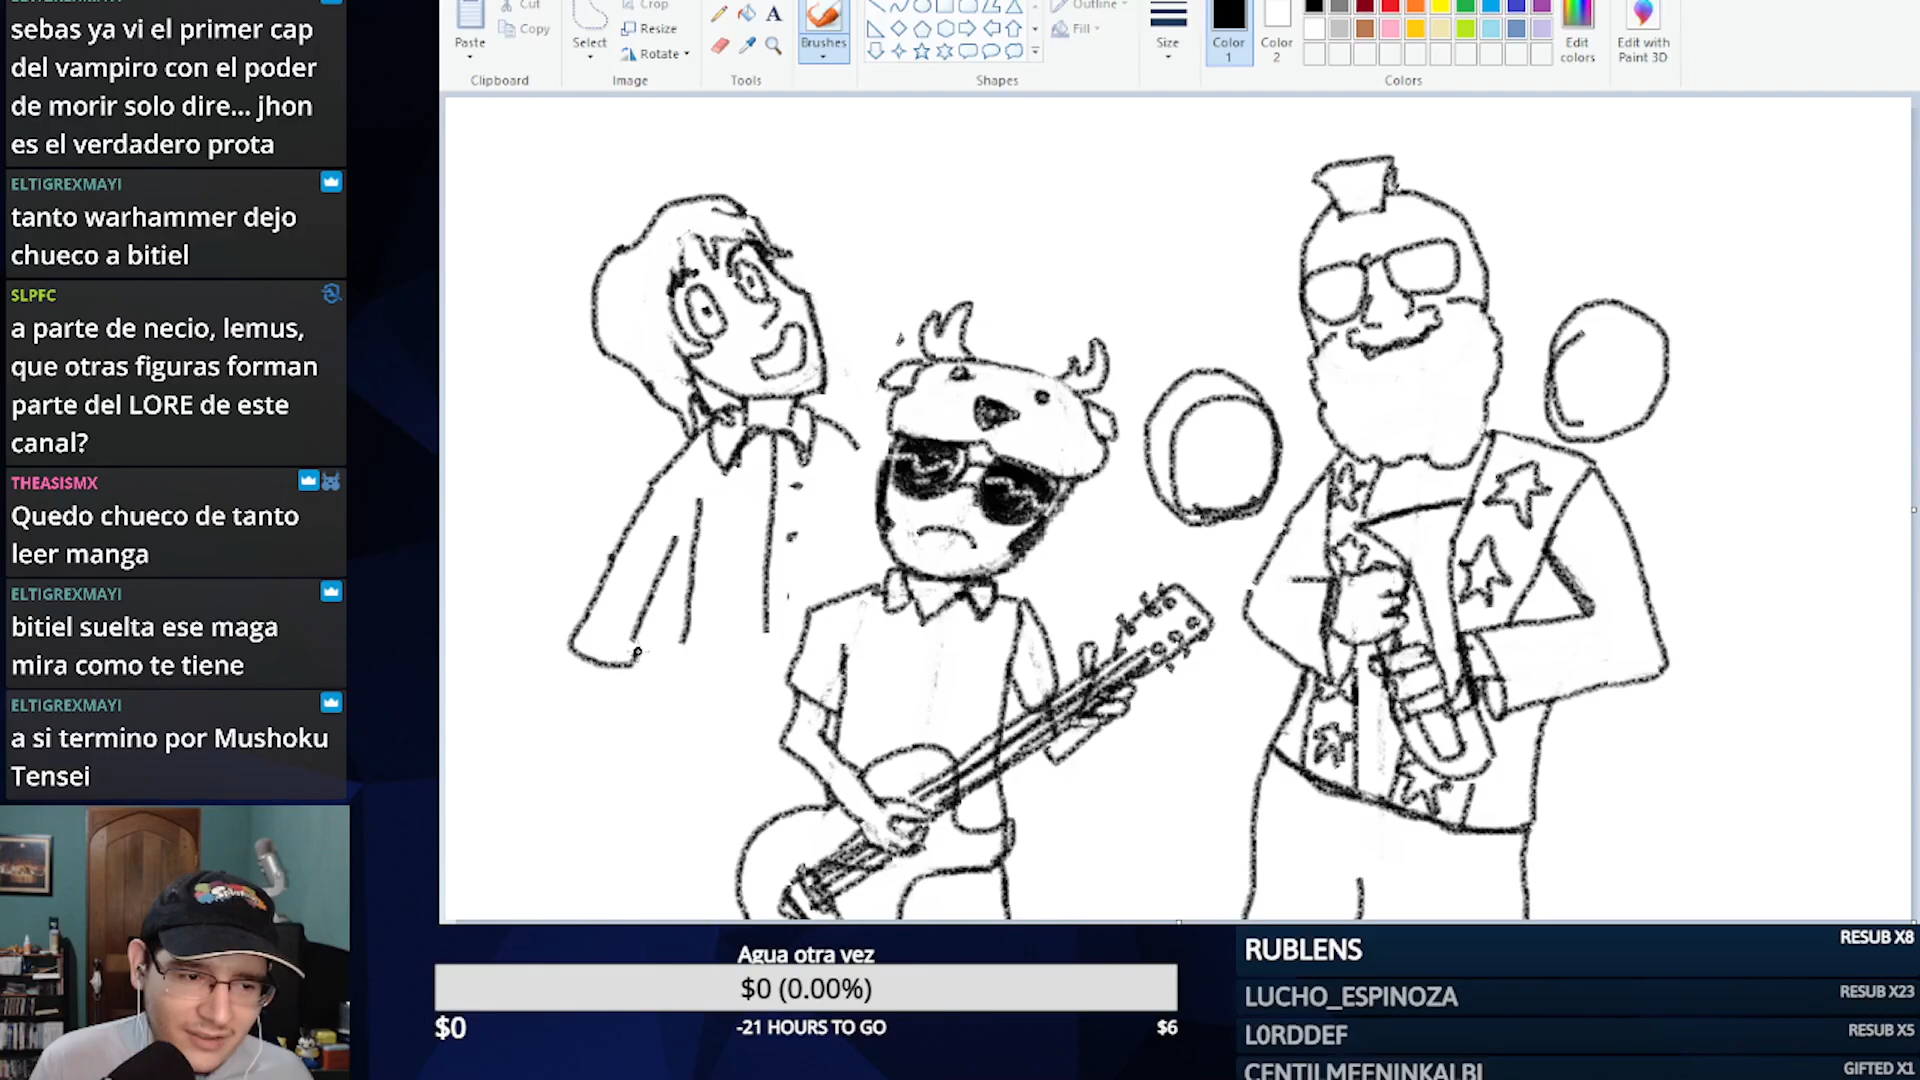 sebas ya vi el primer cap
del vampiro con el poder
de morir solo dire... jhon
es el verdadero prota
ELTIGREXMAYI
tanto warhammer dejo
chueco a bitiel
SLPFC
a parte de necio, lemus,
que otras figuras forman
parte del LORE de este
canal?
THEASISMX
Quedo chueco de tanto
leer manga
ELTIGREXMAYI
bitiel suelta ese maga
mira como te tiene
ELTIGREXMAYI
a si termino por Mushoku
Tensei
Paste
Cut
Copy
Clipboard
Select
Crop
Resize
Rotate
Image
A
Tools
Brushes
Outline
Fill
Shapes
Size
Color
1
Color
2
Edit
colors
Edit with
Paint 3D
Colors
Agua otra vez
$0 (0.00%)
$0
-21 HOURS TO GO
$6
RUBLENS RESUB X8
LUCHO_ESPINOZA RESUB X23
L0RDDEF RESUB X5
GIFTED X1